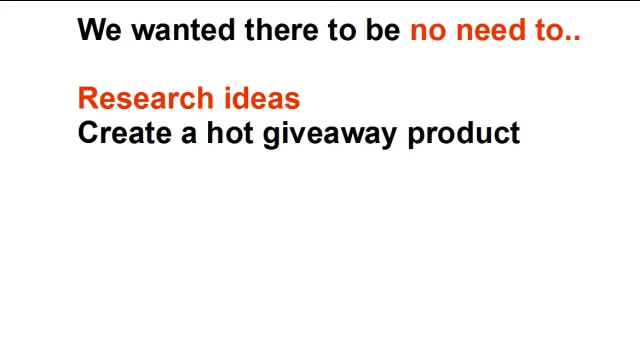 We wanted there to be no need to..
Research ideas
Create a hot giveaway product